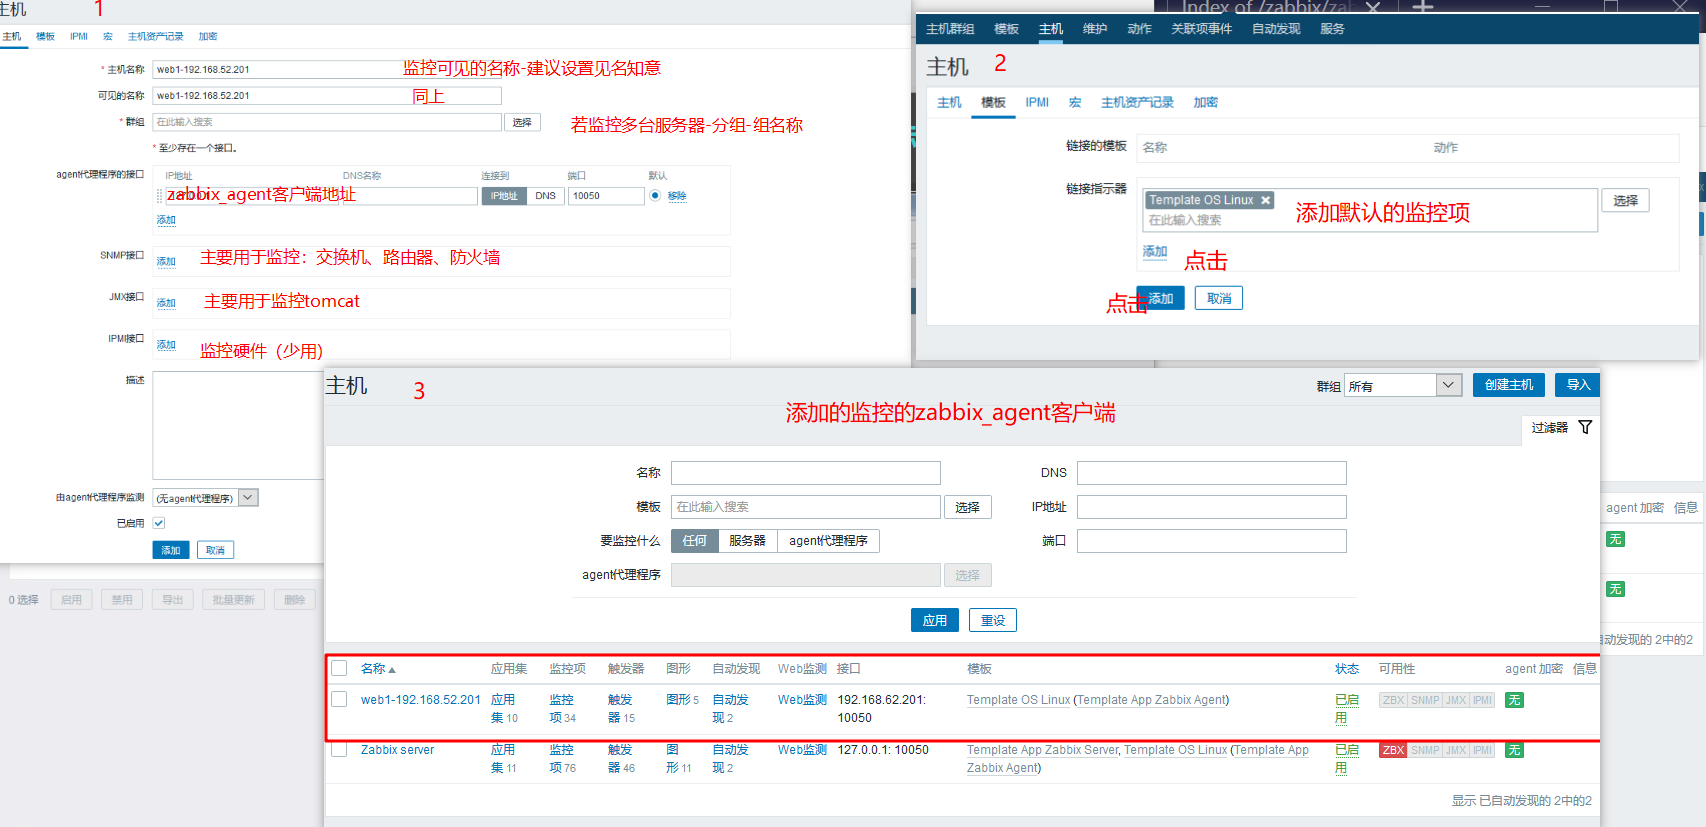 主机
1
主机 模板 IPMI 宏 主机资产记录 加密
* 主机名称 web1-192.168.52.201 监控可见的名称-建议设置见名知意
可见的名称 web1-192.168.52.201 同上
* 群组 在此输入搜索 选择 若监控多台服务器-分组-组名称
* 至少存在一个接口。
agent代理程序的接口 IP地址 DNS名称 连接到 端口 默认
zabbix_agent客户端地址 IP地址 DNS 10050 移除
添加
SNMP接口 添加 主要用于监控：交换机、路由器、防火墙
JMX接口 添加 主要用于监控tomcat
IPMI接口 添加 监控硬件（少用）
描述
由agent代理程序监测 (无agent代理程序)
已启用
添加 取消
0 选择 启用 禁用 导出 批量更新 删除
Index of /zabbix/zab
主机群组 模板 主机 维护 动作 关联项事件 自动发现 服务
主机 2
主机 模板 IPMI 宏 主机资产记录 加密
链接的模板 名称 动作
链接指示器 Template OS Linux 选择
在此输入搜索 添加默认的监控项
添加 点击
点击 添加 取消
主机 3 群组 所有 创建主机 导入
添加的监控的zabbix_agent客户端
过滤器
名称 DNS
模板 在此输入搜索 选择 IP地址
要监控什么 任何 服务器 agent代理程序 端口
agent代理程序 选择
应用 重设
名称 应用集 监控项 触发器 图形 自动发现 Web监测 接口 模板 状态 可用性 agent 加密 信息
web1-192.168.52.201 应用 监控 触发 图形 5 自动发 Web监测 192.168.62.201: Template OS Linux (Template App Zabbix Agent) 已启 ZBX SNMP JMX IPMI 无
集 10 项 34 器 15 现 2 10050 用
Zabbix server 应用 监控 触发 图 自动发 Web监测 127.0.0.1: 10050 Template App Zabbix Server, Template OS Linux (Template App 已启 ZBX SNMP JMX IPMI 无
集 11 项 76 器 46 形 11 现 2 Zabbix Agent) 用
显示 已自动发现的 2中的2
agent 加密 信息
无
无
自动发现的 2中的2